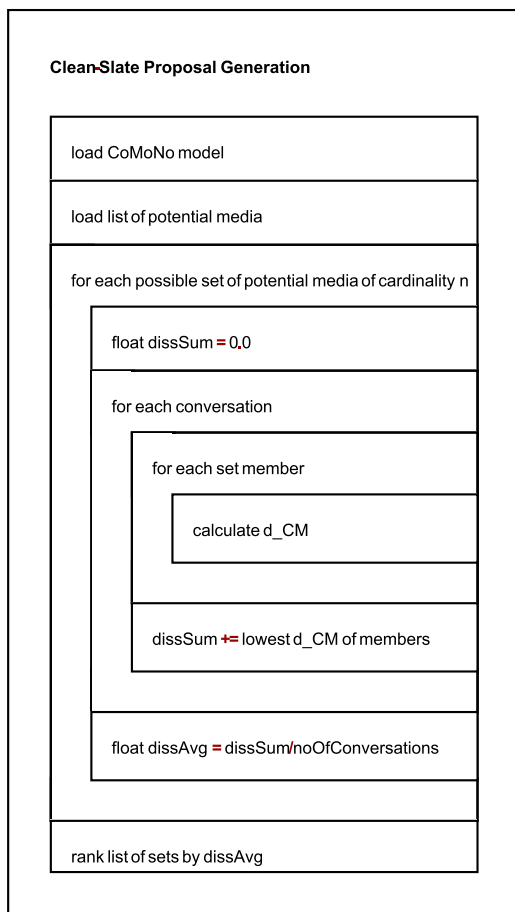 Clean-Slate Proposal Generation
load CoMoNo model
load list of potential media
for each possible set of potential media of cardinality n
float dissSum = 0.0
for each conversation
for each set member
calculate d_CM
dissSum += lowest d_CM of members
float dissAvg = dissSum/noOfConversations
rank list of sets by dissAvg